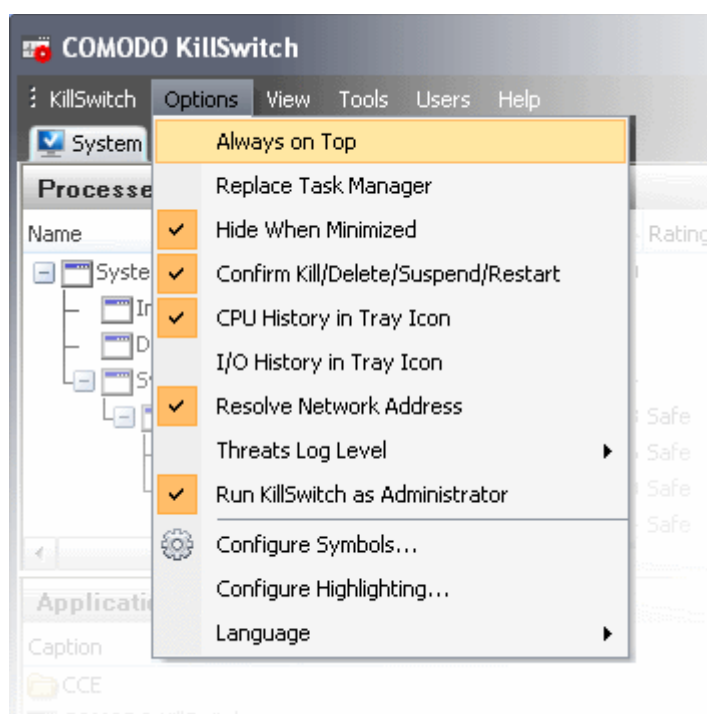 COMODO KillSwitch
KillSwitch Options View Tools Users Help
System
Always on Top
Processe
Replace Task Manager
Name
Hide When Minimized
Rating
Syste
Confirm Kill/Delete/Suspend/Restart
CPU History in Tray Icon
I/O History in Tray Icon
Resolve Network Address
Safe
Threats Log Level
Safe
Run KillSwitch as Administrator
Safe
Safe
Configure Symbols...
Configure Highlighting...
Applicatio
Language
Caption
CCE